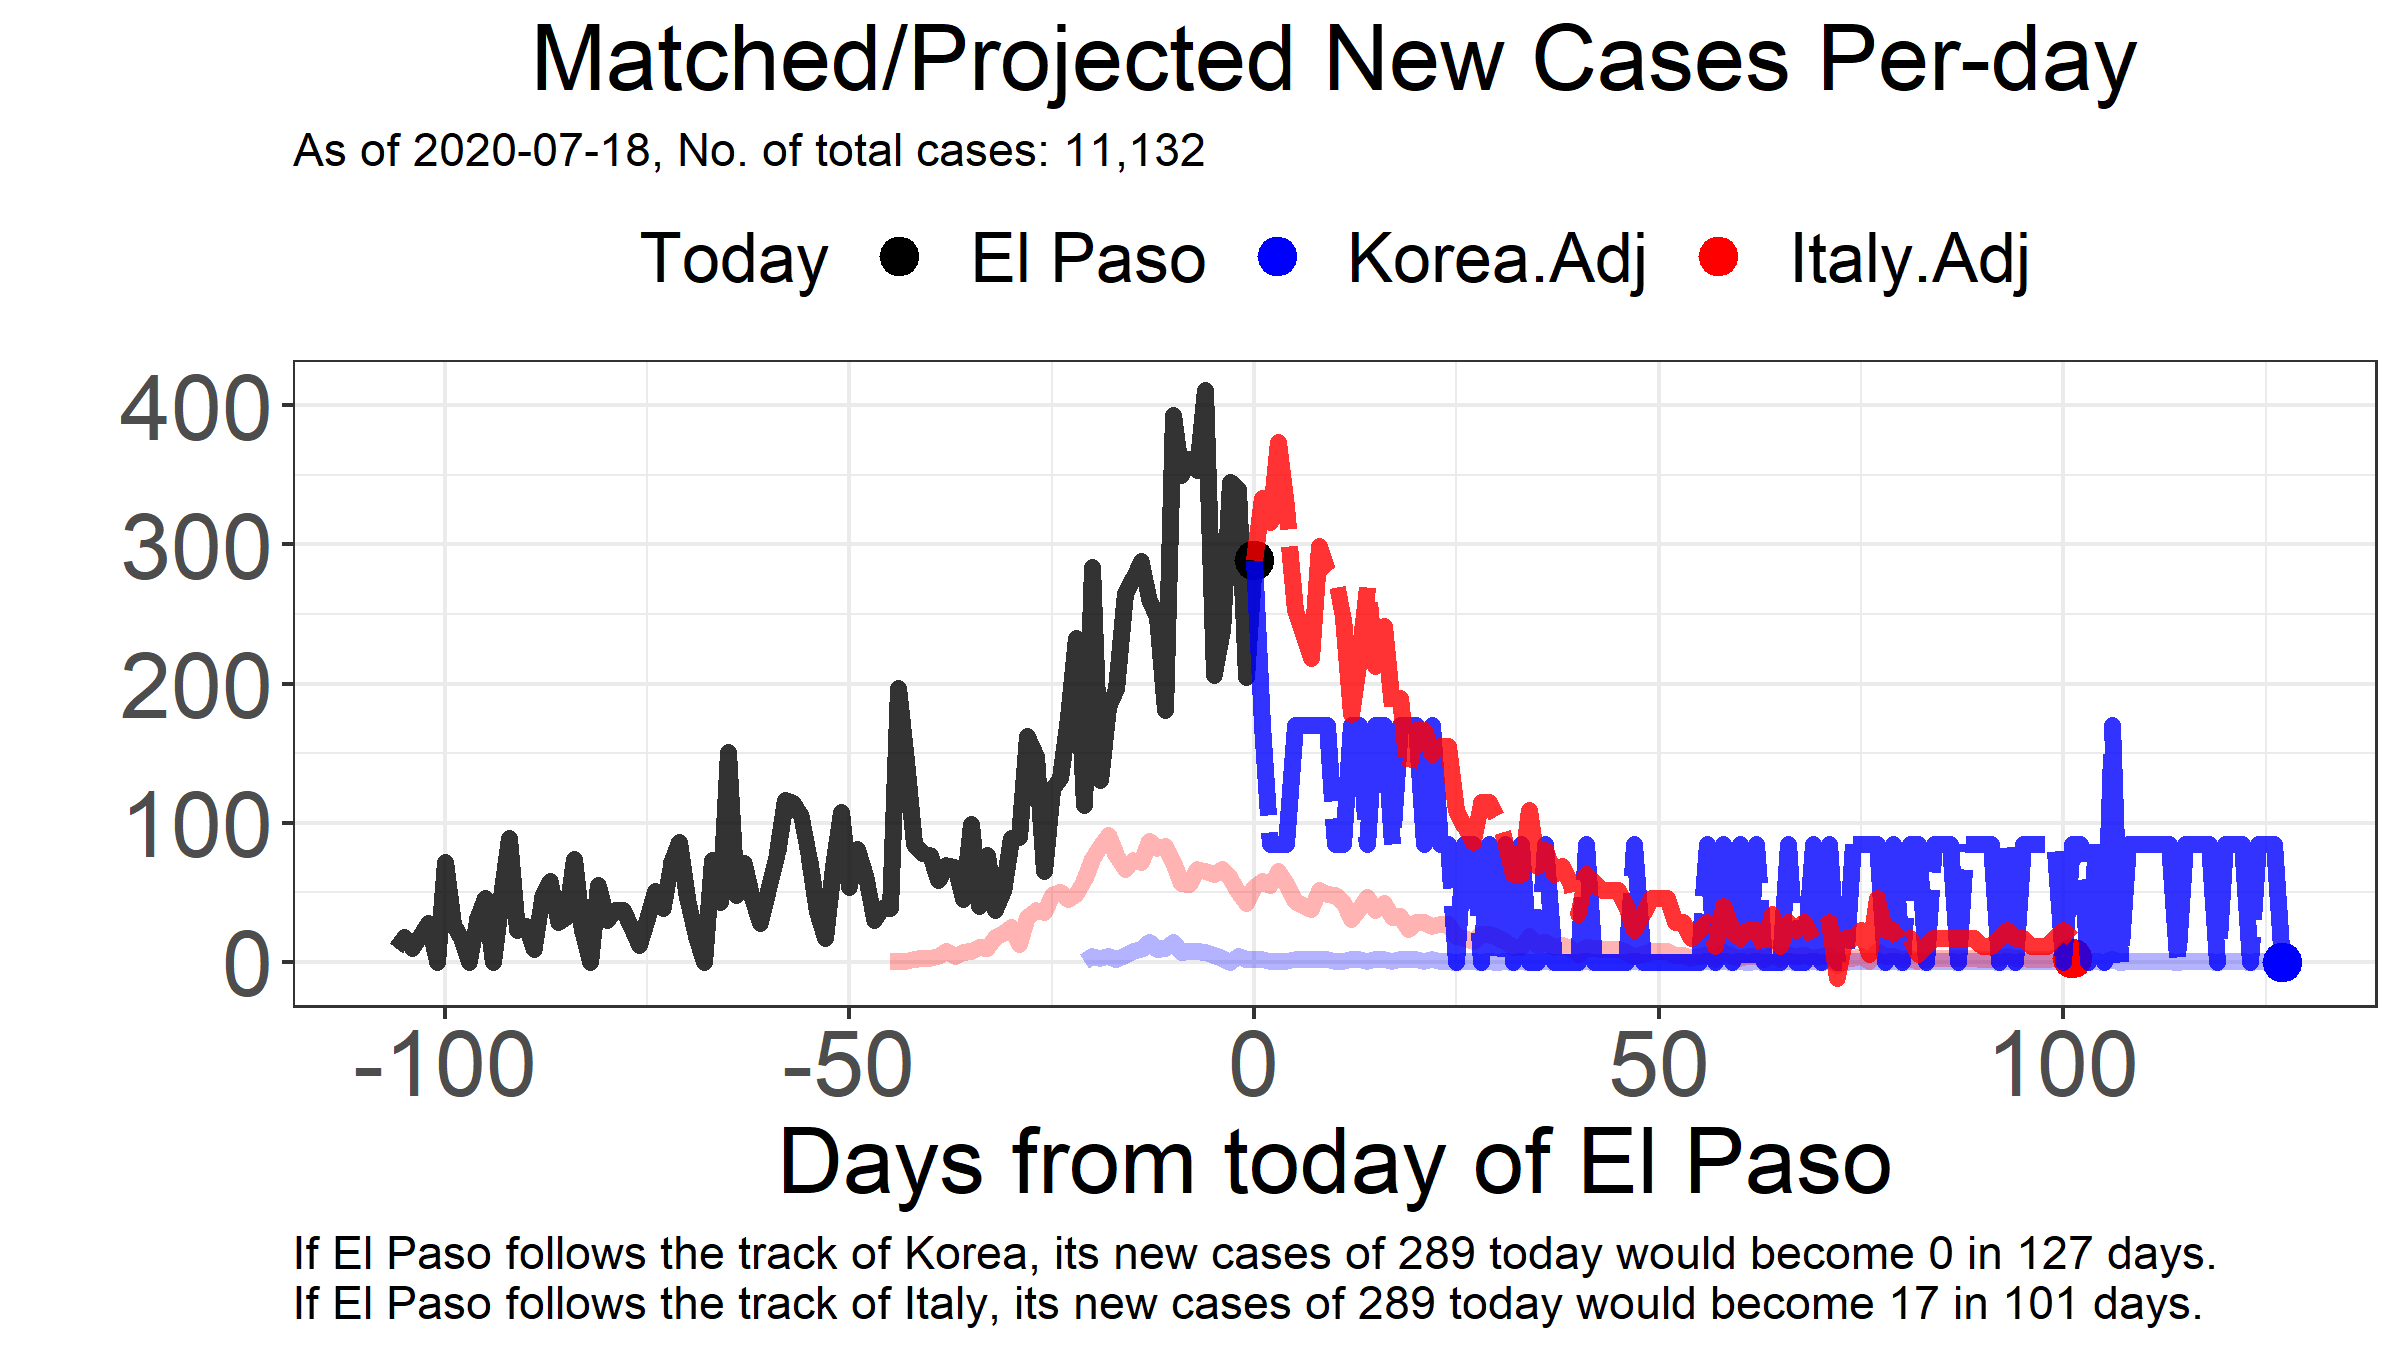 Matched/Projected New Cases Per-day
As of 2020-07-18, No. of total cases: 11,132
Today El Paso Korea.Adj Italy.Adj
400
300
200
100
0
-100 -50 0 50 100
Days from today of El Paso
If El Paso follows the track of Korea, its new cases of 289 today would become 0 in 127 days.
If El Paso follows the track of Italy, its new cases of 289 today would become 17 in 101 days.